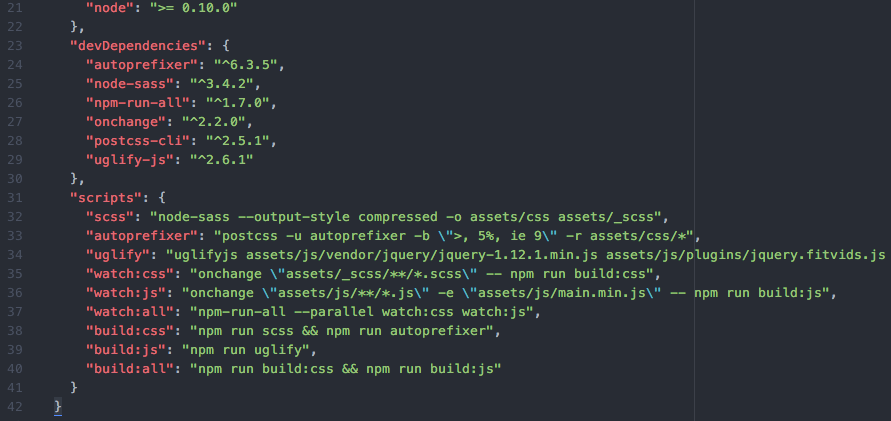 21 "node": ">= 0.10.0"
22 },
23 "devDependencies": {
24 "autoprefixer": "^6.3.5",
25 "node-sass": "^3.4.2",
26 "npm-run-all": "^1.7.0",
27 "onchange": "^2.2.0",
28 "postcss-cli": "^2.5.1",
29 "uglify-js": "^2.6.1"
30 },
31 "scripts": {
32 "scss": "node-sass --output-style compressed -o assets/css assets/_scss",
33 "autoprefixer": "postcss -u autoprefixer -b \">, 5%, ie 9\" -r assets/css/*",
34 "uglify": "uglifyjs assets/js/vendor/jquery/jquery-1.12.1.min.js assets/js/plugins/jquery.fitvids.js
35 "watch:css": "onchange \"assets/_scss/**/*.scss\" -- npm run build:css",
36 "watch:js": "onchange \"assets/js/**/*.js\" -e \"assets/js/main.min.js\" -- npm run build:js",
37 "watch:all": "npm-run-all --parallel watch:css watch:js",
38 "build:css": "npm run scss && npm run autoprefixer",
39 "build:js": "npm run uglify",
40 "build:all": "npm run build:css && npm run build:js"
41 }
42 }